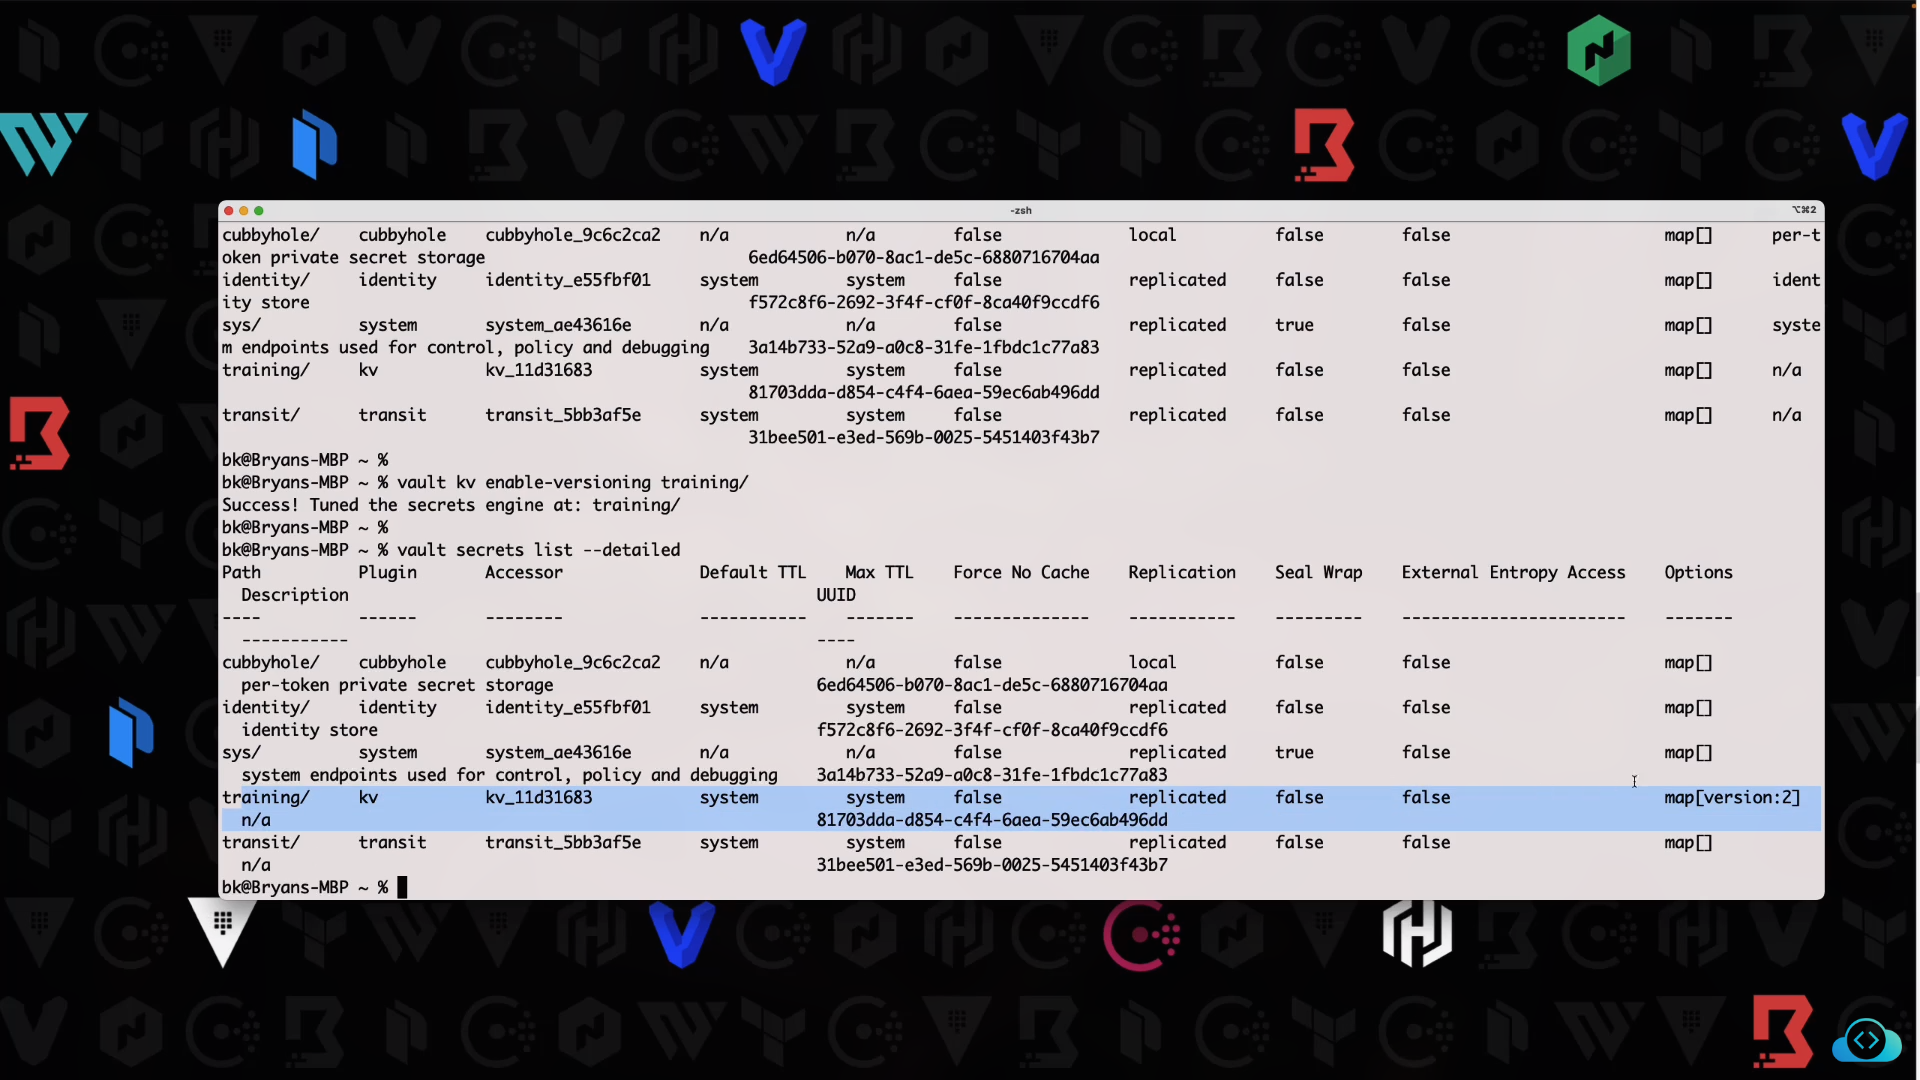 -zsh
⌥⌘2
cubbyhole/ cubbyhole cubbyhole_9c6c2ca2 n/a n/a false local false false map[] per-t
oken private secret storage 6ed64506-b070-8ac1-de5c-6880716704aa
identity/ identity identity_e55fbf01 system system false replicated false false map[] ident
ity store f572c8f6-2692-3f4f-cf0f-8ca40f9ccdf6
sys/ system system_ae43616e n/a n/a false replicated true false map[] syste
m endpoints used for control, policy and debugging 3a14b733-52a9-a0c8-31fe-1fbdc1c77a83
training/ kv kv_11d31683 system system false replicated false false map[] n/a
81703dda-d854-c4f4-6aea-59ec6ab496dd
transit/ transit transit_5bb3af5e system system false replicated false false map[] n/a
31bee501-e3ed-569b-0025-5451403f43b7
bk@Bryans-MBP ~ %
bk@Bryans-MBP ~ % vault kv enable-versioning training/
Success! Tuned the secrets engine at: training/
bk@Bryans-MBP ~ %
bk@Bryans-MBP ~ % vault secrets list --detailed
Path Plugin Accessor Default TTL Max TTL Force No Cache Replication Seal Wrap External Entropy Access Options
Description UUID
---- ------ -------- ----------- ------- -------------- ----------- --------- ----------------------- -------
----------- ----
cubbyhole/ cubbyhole cubbyhole_9c6c2ca2 n/a n/a false local false false map[]
per-token private secret storage 6ed64506-b070-8ac1-de5c-6880716704aa
identity/ identity identity_e55fbf01 system system false replicated false false map[]
identity store f572c8f6-2692-3f4f-cf0f-8ca40f9ccdf6
sys/ system system_ae43616e n/a n/a false replicated true false map[]
system endpoints used for control, policy and debugging 3a14b733-52a9-a0c8-31fe-1fbdc1c77a83
training/ kv kv_11d31683 system system false replicated false false map[version:2]
n/a 81703dda-d854-c4f4-6aea-59ec6ab496dd
transit/ transit transit_5bb3af5e system system false replicated false false map[]
n/a 31bee501-e3ed-569b-0025-5451403f43b7
bk@Bryans-MBP ~ %